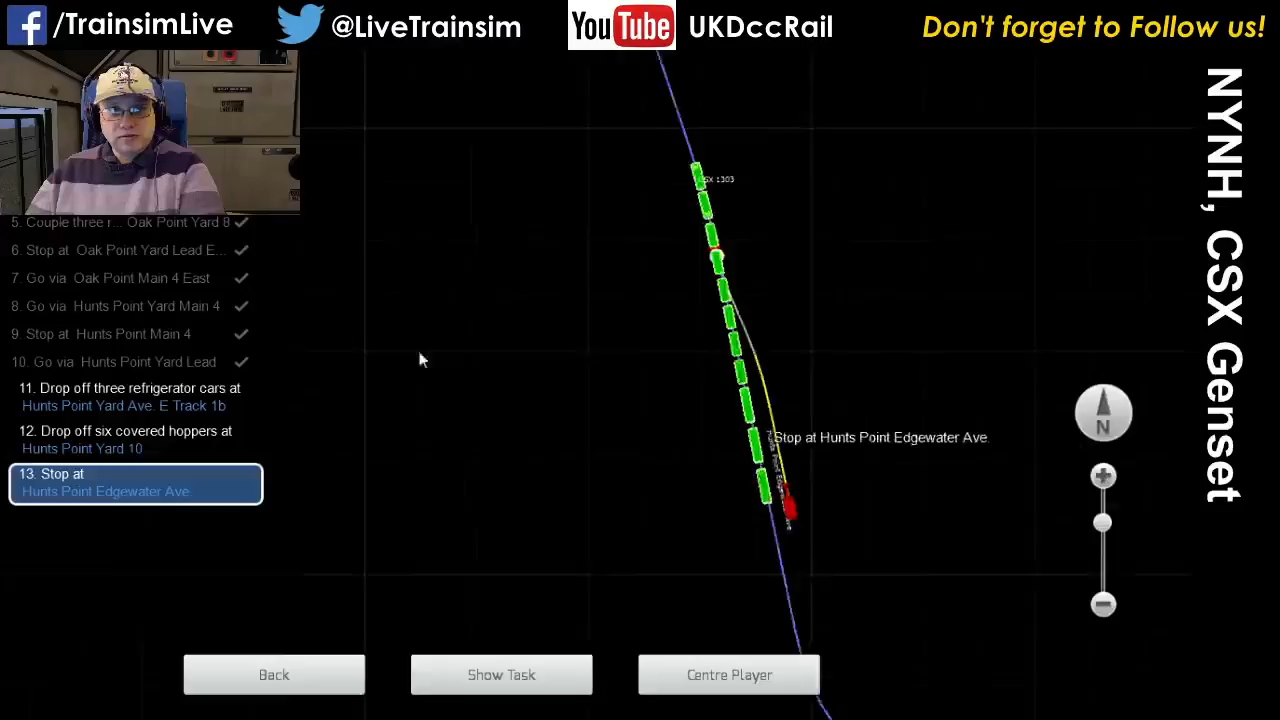 /TrainsimLive
@LiveTrainsim
YouTube
UKDccRail
Don't forget to Follow us!
NYNH, CSX Genset
5. Couple three r... Oak Point Yard 8
6. Stop at Oak Point Yard Lead E...
7. Go via Oak Point Main 4 East
8. Go via Hunts Point Yard Main 4
9. Stop at Hunts Point Main 4
10. Go via Hunts Point Yard Lead
11. Drop off three refrigerator cars at
Hunts Point Yard Ave. E Track 1b
12. Drop off six covered hoppers at
Hunts Point Yard 10
13. Stop at
Hunts Point Edgewater Ave.
1303
Stop at Hunts Point Edgewater Ave.
N
Back
Show Task
Centre Player